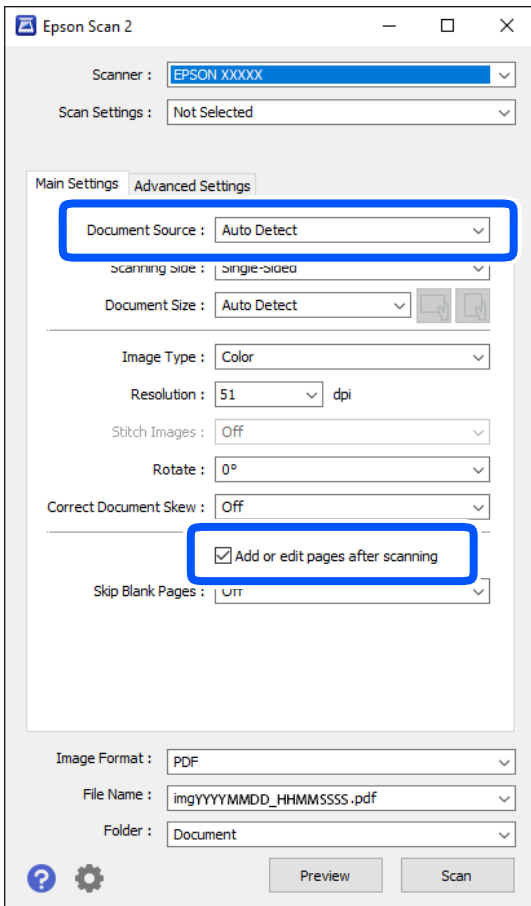 Epson Scan 2
Scanner : EPSON XXXXX
Scan Settings : Not Selected
Main Settings Advanced Settings
Document Source : Auto Detect
Scanning Side : Single-Sided
Document Size : Auto Detect
Image Type : Color
Resolution : 51 dpi
Stitch Images : Off
Rotate : 0°
Correct Document Skew : Off
Add or edit pages after scanning
Skip Blank Pages : Off
Image Format : PDF
File Name : imgYYYYMMDD_HHMMSSSS.pdf
Folder : Document
? Preview Scan